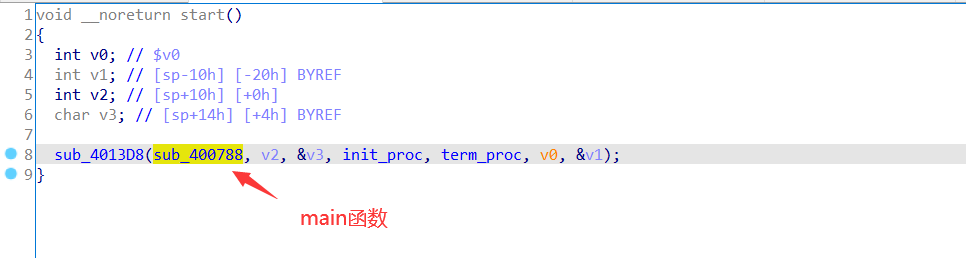 1 void __noreturn start()
2 {
3 int v0; // $v0
4 int v1; // [sp-10h] [-20h] BYREF
5 int v2; // [sp+10h] [+0h]
6 char v3; // [sp+14h] [+4h] BYREF
7
8 sub_4013D8(sub_400788, v2, &v3, init_proc, term_proc, v0, &v1);
9 }
main函数